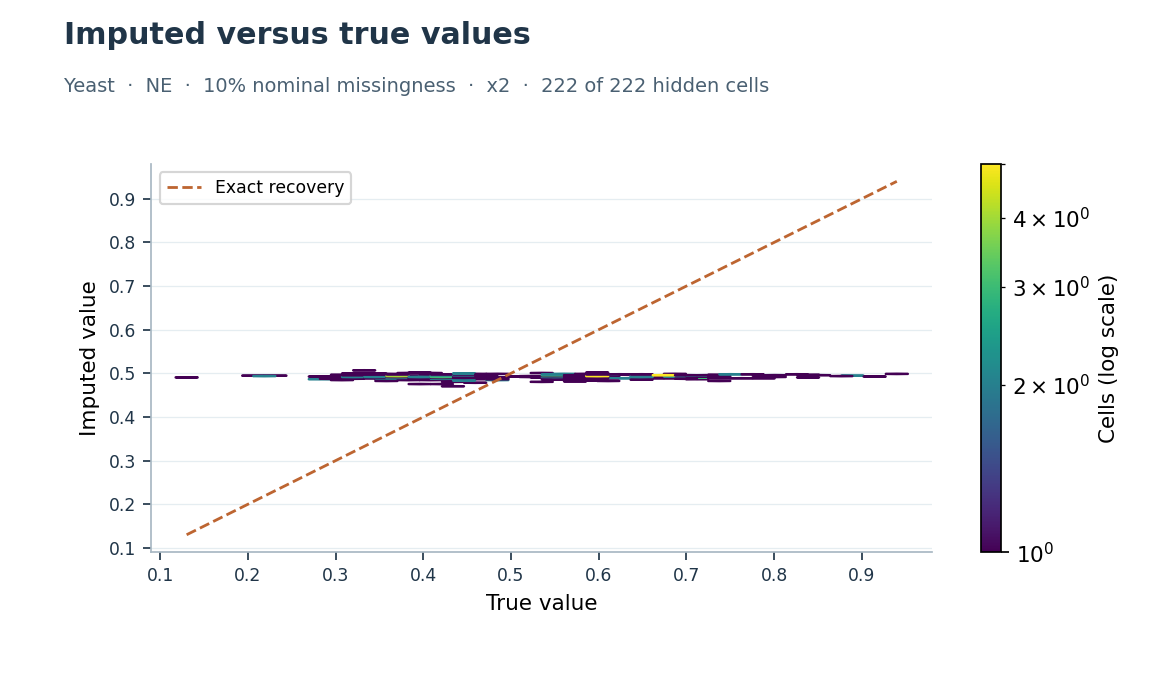 Imputed versus true values
Yeast · NE · 10% nominal missingness · x2 · 222 of 222 hidden cells
Exact recovery
Imputed value
0.9
0.8
0.7
0.6
0.5
0.4
0.3
0.2
0.1
0.1 0.2 0.3 0.4 0.5 0.6 0.7 0.8 0.9
True value
4 × 10⁰
3 × 10⁰
2 × 10⁰
10⁰
Cells (log scale)